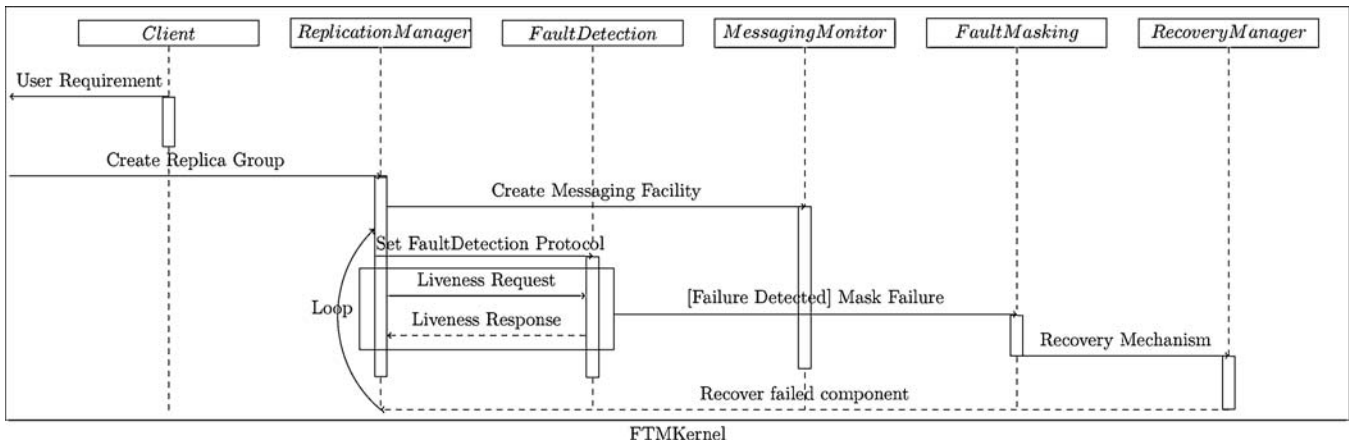 Client
ReplicationManager
FaultDetection
MessagingMonitor
FaultMasking
RecoveryManager
User Requirement
Create Replica Group
Create Messaging Facility
Set FaultDetection Protocol
Liveness Request
[Failure Detected] Mask Failure
Loop
Liveness Response
Recovery Mechanism
Recover failed component
FTMKernel